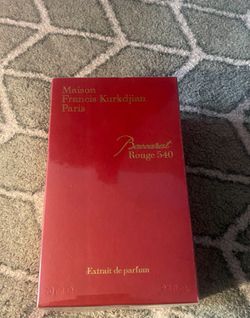 Maison
Francis Kurkdjian
Paris
Baccarat
Rouge 540
Extrait de parfum